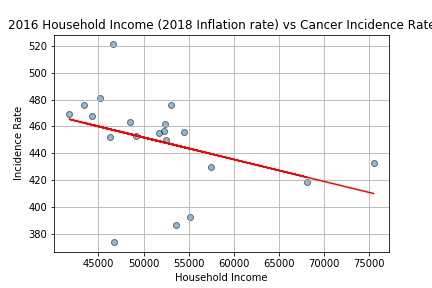 2016 Household Income (2018 Inflation rate) vs Cancer Incidence Rate
520
500
480
460
440
420
400
380
Incidence Rate
45000 50000 55000 60000 65000 70000 75000
Household Income